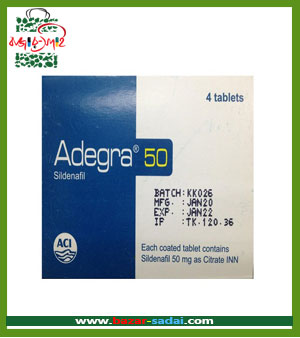 4 tablets
Adegra® 50
Sildenafil
BATCH:KK026
MFG. :JAN20
EXP. :JAN22
IP :TK.120.36
ACI
Each coated tablet contains
Sildenafil 50 mg as Citrate INN